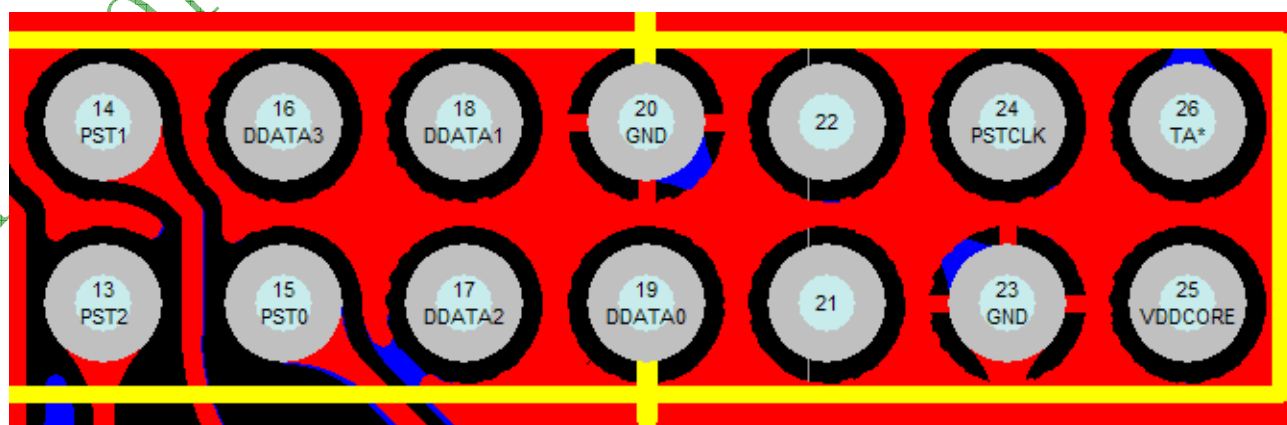 14
PST1
16
DDATA3
18
DDATA1
20
GND
22
24
PSTCLK
26
TA*
13
PST2
15
PST0
17
DDATA2
19
DDATA0
21
23
GND
25
VDDCORE